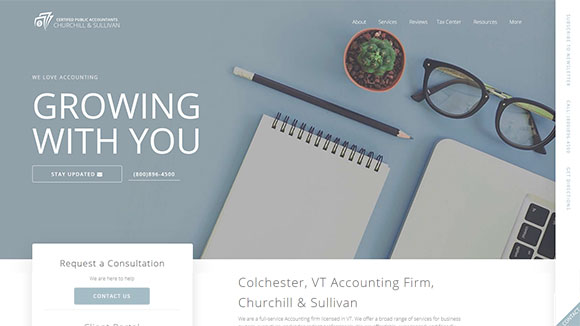 CERTIFIED PUBLIC ACCOUNTANTS
CHURCHILL & SULLIVAN
About Services Reviews Tax Center Resources More
SUBSCRIBE TO NEWSLETTER
CALL (800)896-4500
GET DIRECTIONS
WE LOVE ACCOUNTING
GROWING
WITH YOU
STAY UPDATED
(800)896-4500
Request a Consultation
We are here to help
CONTACT US
Colchester, VT Accounting Firm,
Churchill & Sullivan
We are a full-service Accounting firm licensed in VT. We offer a broad range of services for business
CONTACT